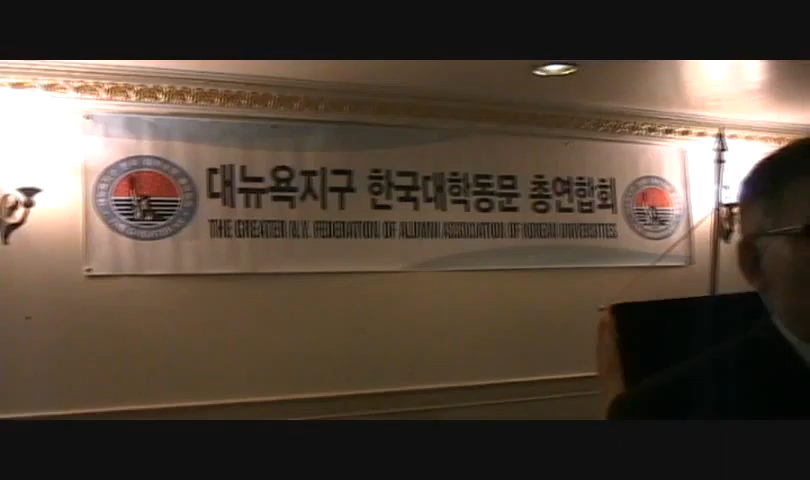 대뉴욕지구 한국대학동문 총연합회
THE GREATER N.Y. FEDERATION OF ALUMNI ASSOCIATION OF KOREAN UNIVERSITIES